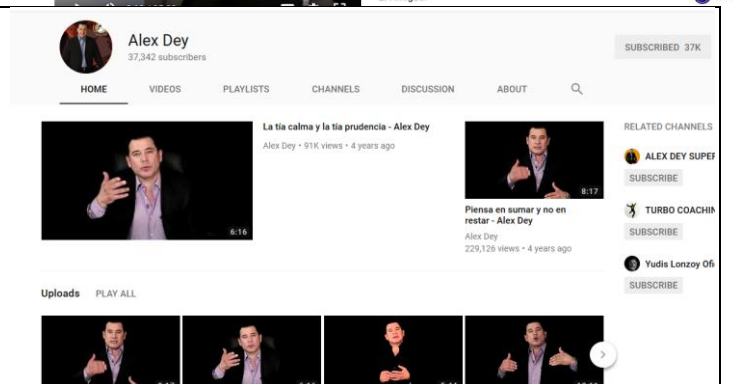 Alex Dey
37,342 subscribers
SUBSCRIBED 37K
HOME VIDEOS PLAYLISTS CHANNELS DISCUSSION ABOUT
La tía calma y la tía prudencia - Alex Dey
Alex Dey • 91K views • 4 years ago
6:16
8:17
Piensa en sumar y no en
restar - Alex Dey
Alex Dey
229,126 views • 4 years ago
RELATED CHANNELS
ALEX DEY SUPER
SUBSCRIBE
TURBO COACHIN
SUBSCRIBE
Yudis Lonzoy Ofi
SUBSCRIBE
Uploads PLAY ALL